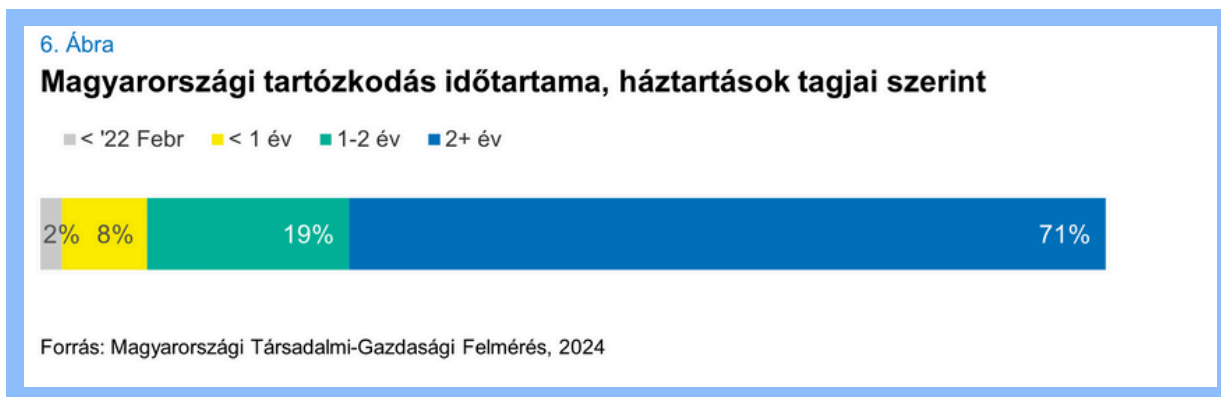 6. Ábra
Magyarországi tartózkodás időtartama, háztartások tagjai szerint
< '22 Febr < 1 év 1-2 év 2+ év
2% 8% 19% 71%
Forrás: Magyarországi Társadalmi-Gazdasági Felmérés, 2024